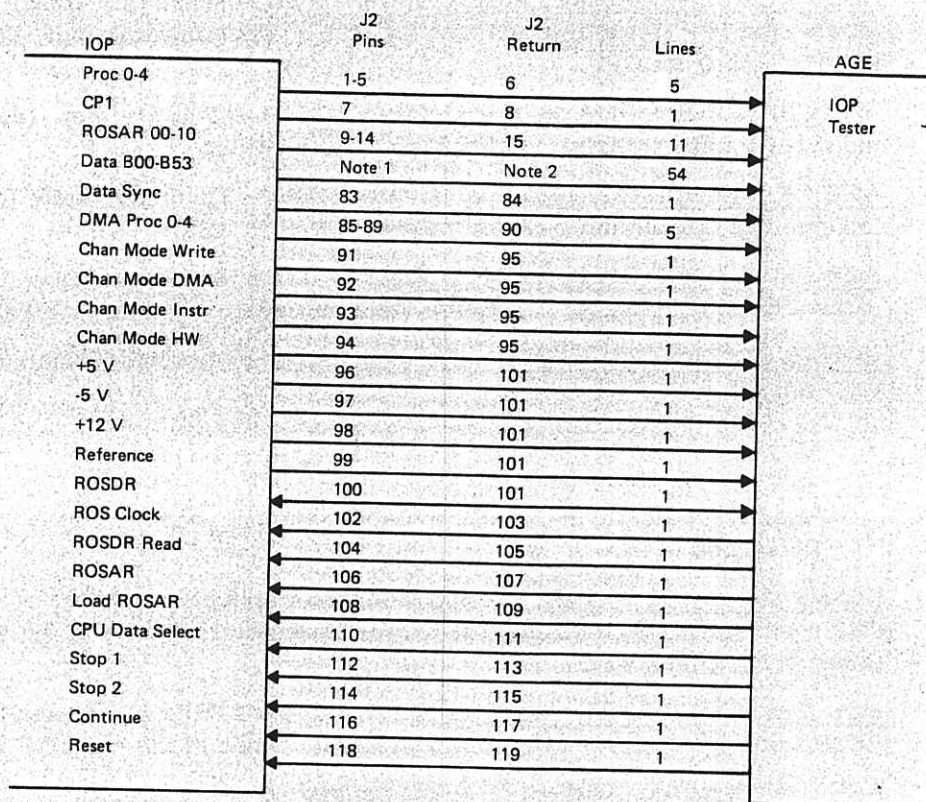 IOP J2 Pins J2 Return Lines AGE
Proc 0-4 1-5 6 5 IOP Tester
CP1 7 8 1
ROSAR 00-10 9-14 15 11
Data B00-B53 Note 1 Note 2 54
Data Sync 83 84 1
DMA Proc 0-4 85-89 90 5
Chan Mode Write 91 95 1
Chan Mode DMA 92 95 1
Chan Mode Instr 93 95 1
Chan Mode HW 94 95 1
+5 V 96 101 1
-5 V 97 101 1
+12 V 98 101 1
Reference 99 101 1
ROSDR 100 101 1
ROS Clock 102 103 1
ROSDR Read 104 105 1
ROSAR 106 107 1
Load ROSAR 108 109 1
CPU Data Select 110 111 1
Stop 1 112 113 1
Stop 2 114 115 1
Continue 116 117 1
Reset 118 119 1